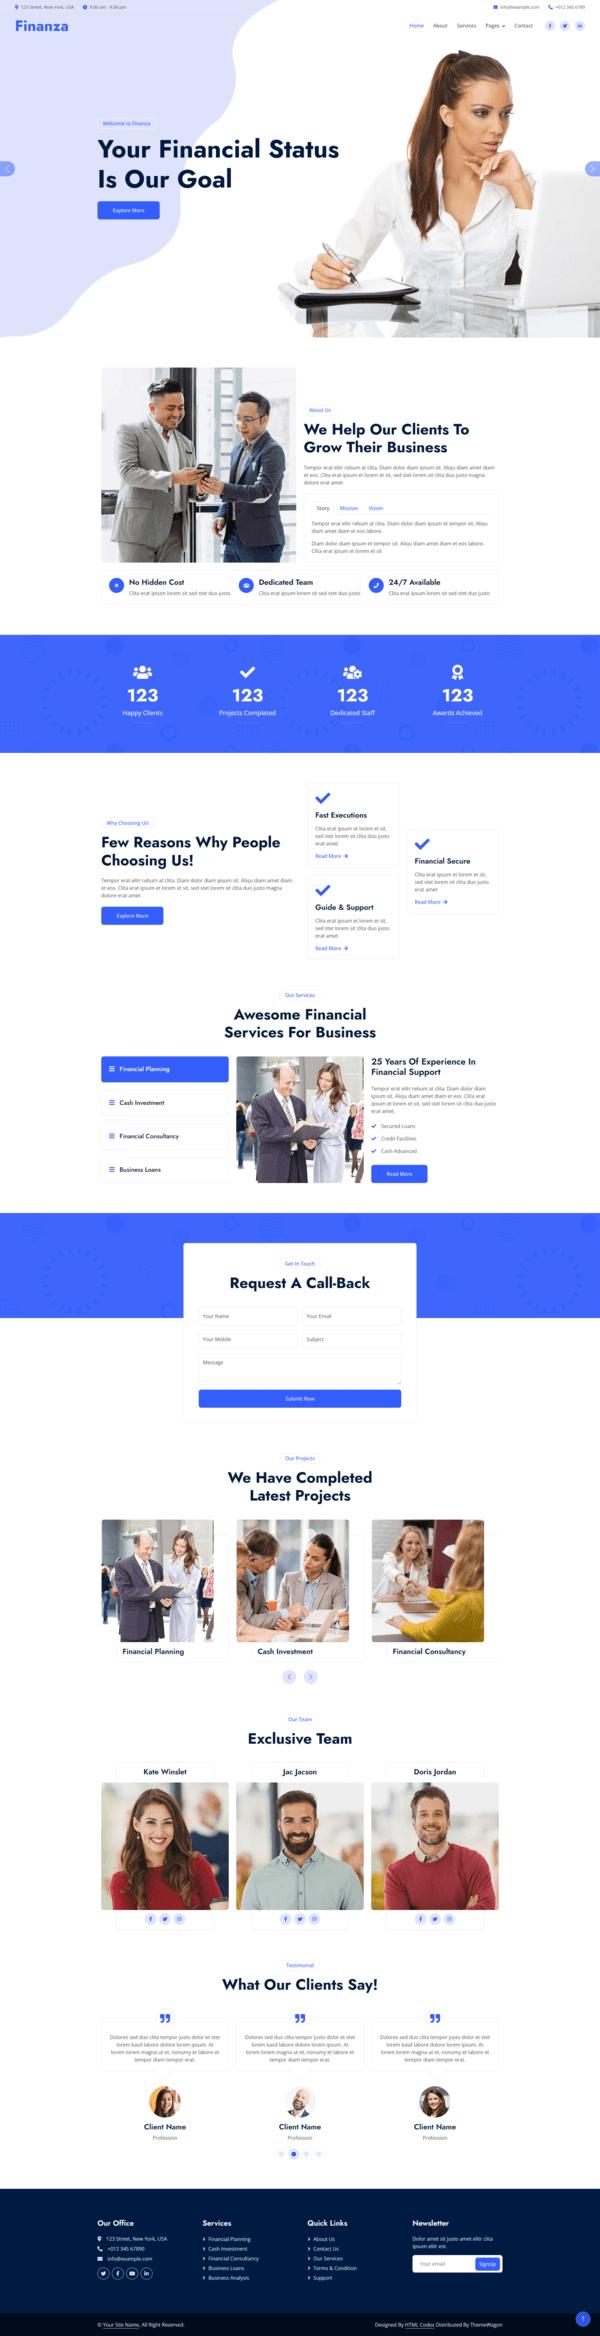 123 Street, New York, USA 9:00 am - 9:00 pm info@example.com +012 345 6789
Finanza Home About Services Pages Contact
Welcome to Finanza
Your Financial Status
Is Our Goal
Explore More
About Us
We Help Our Clients To
Grow Their Business
Tempor erat elitr rebum at clita. Diam dolor diam ipsum sit. Aliqu diam amet diam
et eos. Clita erat ipsum et lorem et sit, sed stet lorem sit clita duo justo magna
dolore erat amet
Story Mission Vision
Tempor erat elitr rebum at clita. Diam dolor diam ipsum et tempor sit. Aliqu
diam amet diam et eos labore.
Diam dolor diam ipsum et tempor sit. Aliqu diam amet diam et eos labore.
Clita erat ipsum et lorem et sit
No Hidden Cost
Clita erat ipsum lorem sit sed stet duo justo
Dedicated Team
Clita erat ipsum lorem sit sed stet duo justo
24/7 Available
Clita erat ipsum lorem sit sed stet duo justo
123 123 123 123
Happy Clients Projects Completed Dedicated Staff Awards Achieved
Why Choosing Us!
Few Reasons Why People
Choosing Us!
Tempor erat elitr rebum at clita. Diam dolor diam ipsum sit. Aliqu diam amet diam
et eos. Clita erat ipsum et lorem et sit, sed stet lorem sit clita duo justo magna
dolore erat amet
Explore More
Fast Executions
Clita erat ipsum et lorem et sit,
sed stet lorem sit clita duo justo
erat amet
Read More
Guide & Support
Clita erat ipsum et lorem et sit,
sed stet lorem sit clita duo justo
erat amet
Read More
Financial Secure
Clita erat ipsum et lorem et sit,
sed stet lorem sit clita duo justo
erat amet
Read More
Our Services
Awesome Financial
Services For Business
Financial Planning
Cash Investment
Financial Consultancy
Business Loans
25 Years Of Experience In
Financial Support
Tempor erat elitr rebum at clita. Diam dolor diam
ipsum sit. Aliqu diam amet diam et eos. Clita erat
ipsum et lorem et sit, sed stet lorem sit clita duo justo
erat amet.
Secured Loans
Credit Facilities
Cash Advanced
Read More
Get In Touch
Request A Call-Back
Your Name Your Email
Your Mobile Subject
Message
Submit Now
Our Projects
We Have Completed
Latest Projects
Financial Planning Cash Investment Financial Consultancy
Our Team
Exclusive Team
Kate Winslet Jac Jacson Doris Jordan
Testimonial
What Our Clients Say!
Dolores sed duo clita tempor justo dolor et stet
lorem kasd labore dolore lorem ipsum. At
lorem lorem magna ut et, nonumy et labore et
tempor diam tempor erat.
Client Name
Profession
Dolores sed duo clita tempor justo dolor et stet
lorem kasd labore dolore lorem ipsum. At
lorem lorem magna ut et, nonumy et labore et
tempor diam tempor erat.
Client Name
Profession
Dolores sed duo clita tempor justo dolor et stet
lorem kasd labore dolore lorem ipsum. At
lorem lorem magna ut et, nonumy et labore et
tempor diam tempor erat.
Client Name
Profession
Our Office
123 Street, New York, USA
+012 345 67890
info@example.com
Services
Financial Planning
Cash Investment
Financial Consultancy
Business Loans
Business Analysis
Quick Links
About Us
Contact Us
Our Services
Terms & Condition
Support
Newsletter
Dolor amet sit justo amet elitr clita
ipsum elitr est.
Your email SignUp
© Your Site Name, All Right Reserved. Designed By HTML Codex Distributed By ThemeWagon